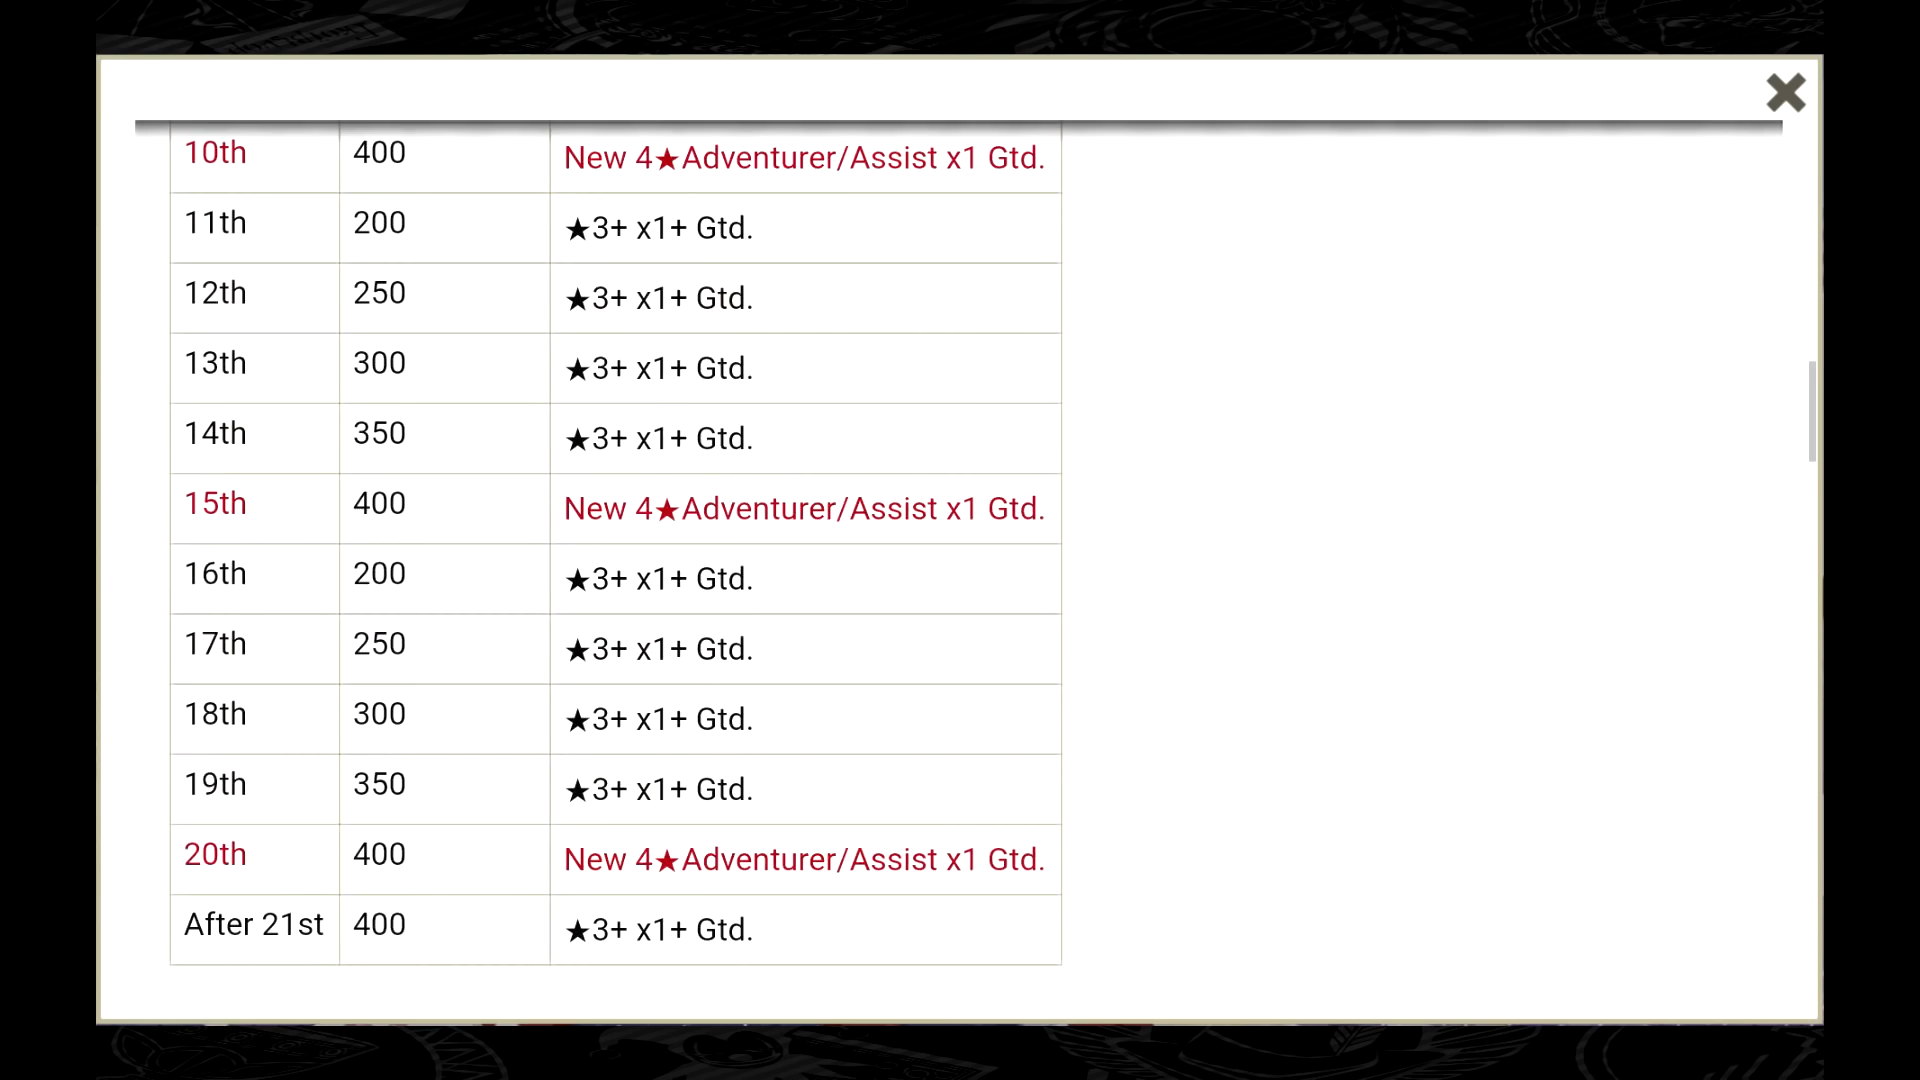 10th 400 New 4★Adventurer/Assist x1 Gtd.
11th 200 ★3+ x1+ Gtd.
12th 250 ★3+ x1+ Gtd.
13th 300 ★3+ x1+ Gtd.
14th 350 ★3+ x1+ Gtd.
15th 400 New 4★Adventurer/Assist x1 Gtd.
16th 200 ★3+ x1+ Gtd.
17th 250 ★3+ x1+ Gtd.
18th 300 ★3+ x1+ Gtd.
19th 350 ★3+ x1+ Gtd.
20th 400 New 4★Adventurer/Assist x1 Gtd.
After 21st 400 ★3+ x1+ Gtd.